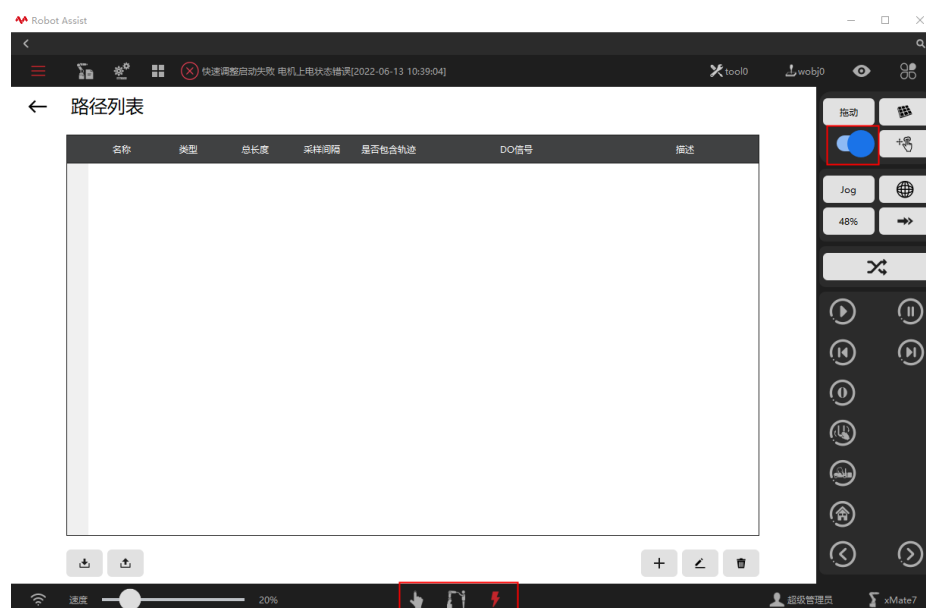 Robot Assist
快速调整启动失败 电机上电状态错误[2022-06-13 10:39:04]
tool0
wobj0
路径列表
拖动
名称 类型 总长度 采样间隔 是否包含轨迹 DO信号 描述
Jog
48%
速度 20%
超级管理员
xMate7